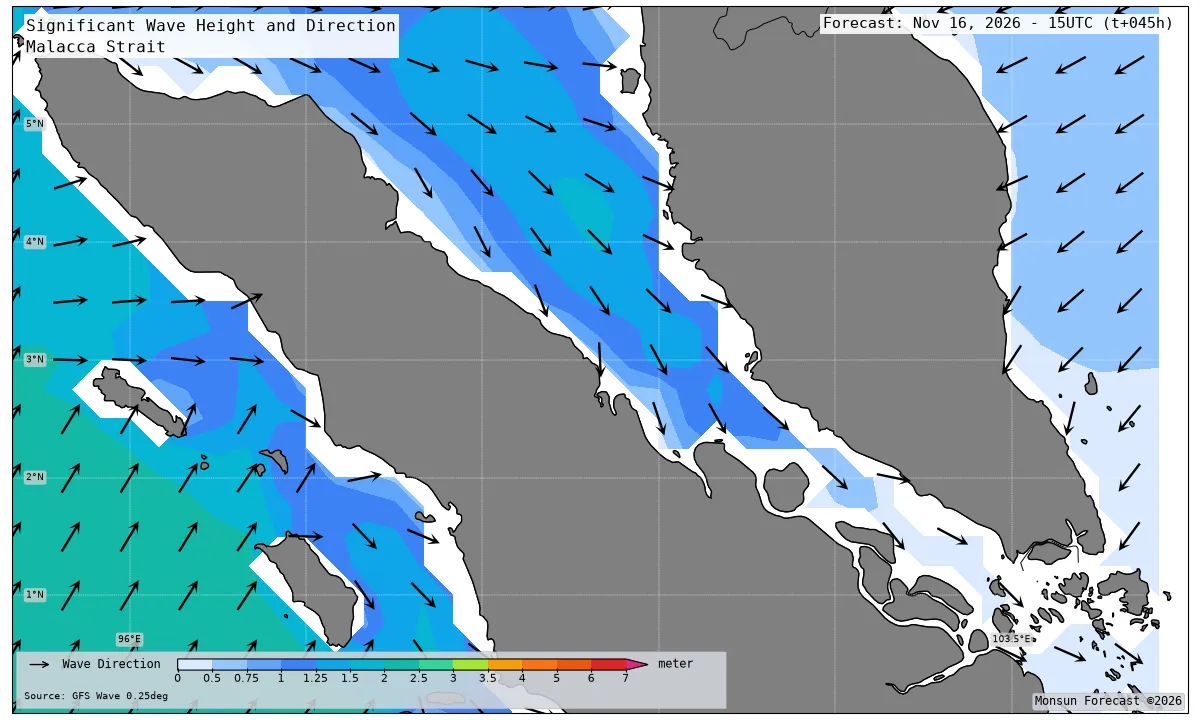 Significant Wave Height and Direction
Malacca Strait
Forecast: Nov 16, 2026 - 15UTC (t+045h)
5°N
4°N
3°N
2°N
1°N
96°E
103.5°E
Wave Direction
meter
0 0.5 0.75 1 1.25 1.5 2 2.5 3 3.5 4 5 6 7
Source: GFS Wave 0.25deg
Monsun Forecast ©2026